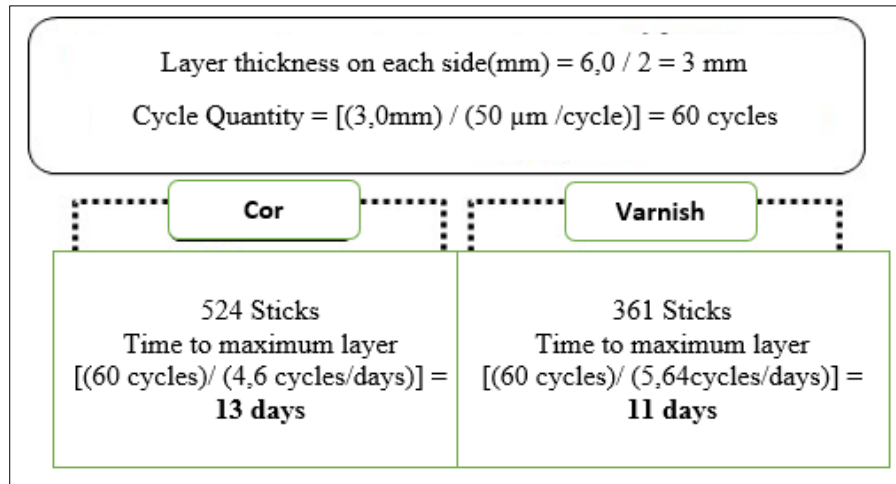 Layer thickness on each side(mm) = 6,0 / 2 = 3 mm
Cycle Quantity = [(3,0mm) / (50 µm /cycle)] = 60 cycles
Cor
Varnish
524 Sticks
Time to maximum layer
[(60 cycles)/ (4,6 cycles/days)] =
13 days
361 Sticks
Time to maximum layer
[(60 cycles)/ (5,64cycles/days)] =
11 days